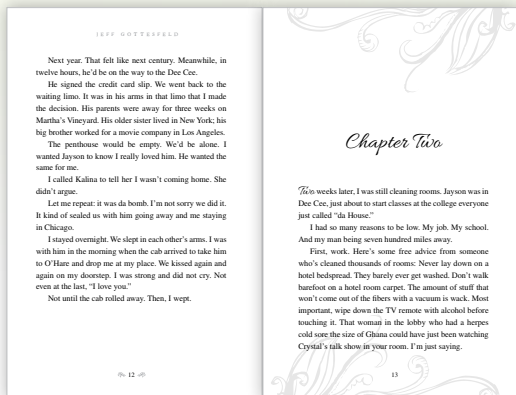 JEFF GOTTESFELD
Next year. That felt like next century. Meanwhile, in
twelve hours, he'd be on the way to the Dee Cee.
He signed the credit card slip. We went back to the
waiting limo. It was in his arms in that limo that I made
the decision. His parents were away for three weeks on
Martha's Vineyard. His older sister lived in New York; his
big brother worked for a movie company in Los Angeles.
The penthouse would be empty. We'd be alone. I
wanted Jayson to know I really loved him. He wanted the
same for me.
I called Kalina to tell her I wasn't coming home. She
didn't argue.
Let me repeat: it was da bomb. I'm not sorry we did it.
It kind of sealed us with him going away and me staying
in Chicago.
I stayed overnight. We slept in each other's arms. I was
with him in the morning when the cab arrived to take him
to O'Hare and drop me at my place. We kissed again and
again on my doorstep. I was strong and did not cry. Not
even at the last, "I love you."
Not until the cab rolled away. Then, I wept.
12
Chapter Two
Two weeks later, I was still cleaning rooms. Jayson was in
Dee Cee, just about to start classes at the college everyone
just called "da House."
I had so many reasons to be low. My job. My school.
And my man being seven hundred miles away.
First, work. Here's some free advice from someone
who's cleaned thousands of rooms: Never lay down on a
hotel bedspread. They barely ever get washed. Don't walk
barefoot on a hotel room carpet. The amount of stuff that
won't come out of the fibers with a vacuum is wack. Most
important, wipe down the TV remote with alcohol before
touching it. That woman in the lobby who had a herpes
cold sore the size of Ghana could have just been watching
Crystal's talk show in your room. I'm just saying.
13